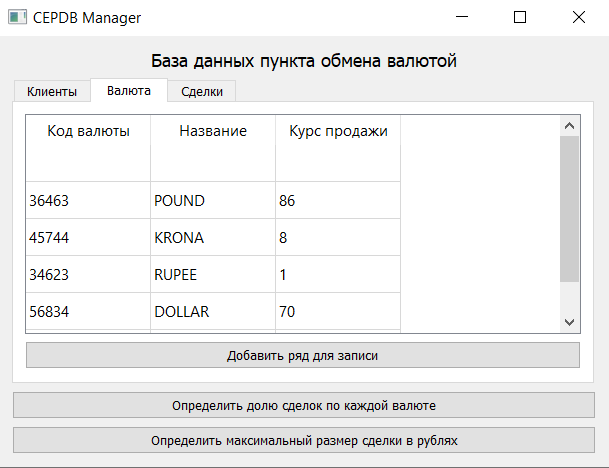 CEPDB Manager
База данных пункта обмена валютой
Клиенты Валюта Сделки
Код валюты Название Курс продажи
36463 POUND 86
45744 KRONA 8
34623 RUPEE 1
56834 DOLLAR 70
Добавить ряд для записи
Определить долю сделок по каждой валюте
Определить максимальный размер сделки в рублях